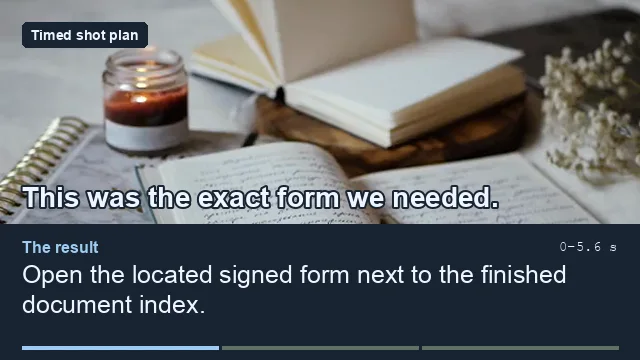 Timed shot plan
This was the exact form we needed.
The result
0–5.6 s
Open the located signed form next to the finished
document index.